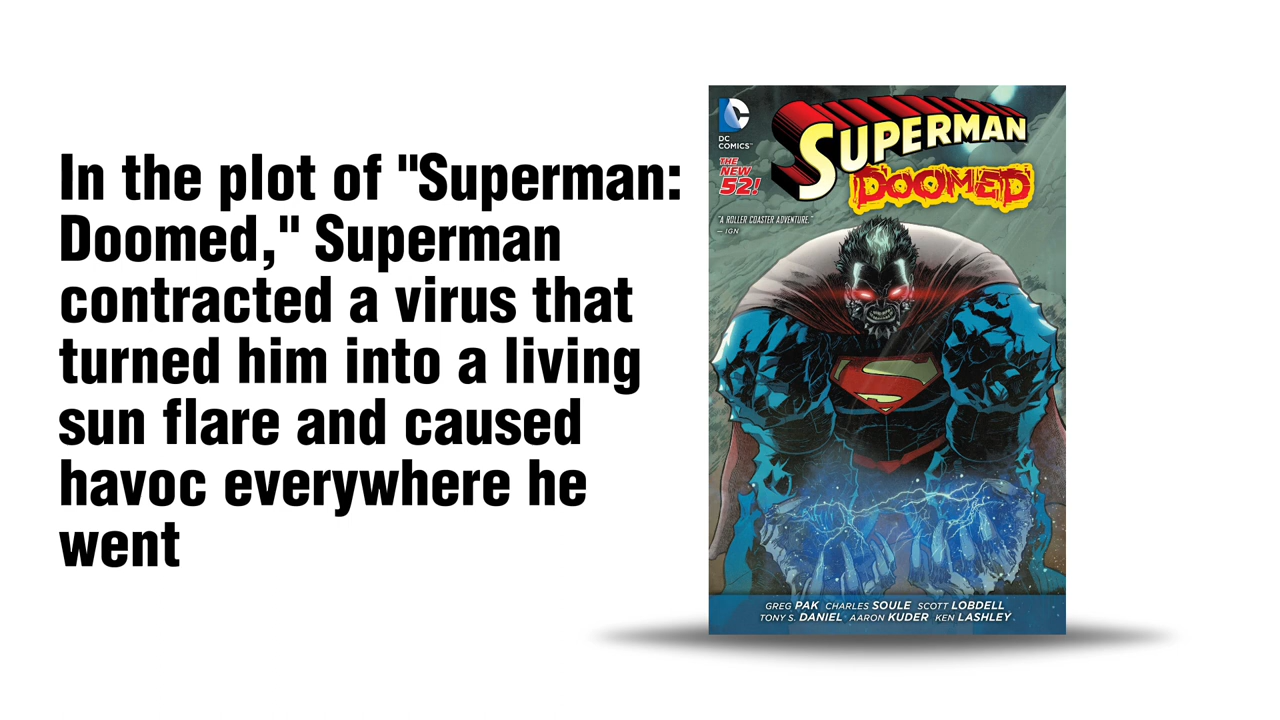 In the plot of "Superman:
Doomed," Superman
contracted a virus that
turned him into a living
sun flare and caused
havoc everywhere he
went
DC
COMICS™
THE
NEW
52!
SUPERMAN
DOOMED
"A ROLLER COASTER ADVENTURE."
— IGN
GREG PAK CHARLES SOULE SCOTT LOBDELL
TONY S. DANIEL AARON KUDER KEN LASHLEY